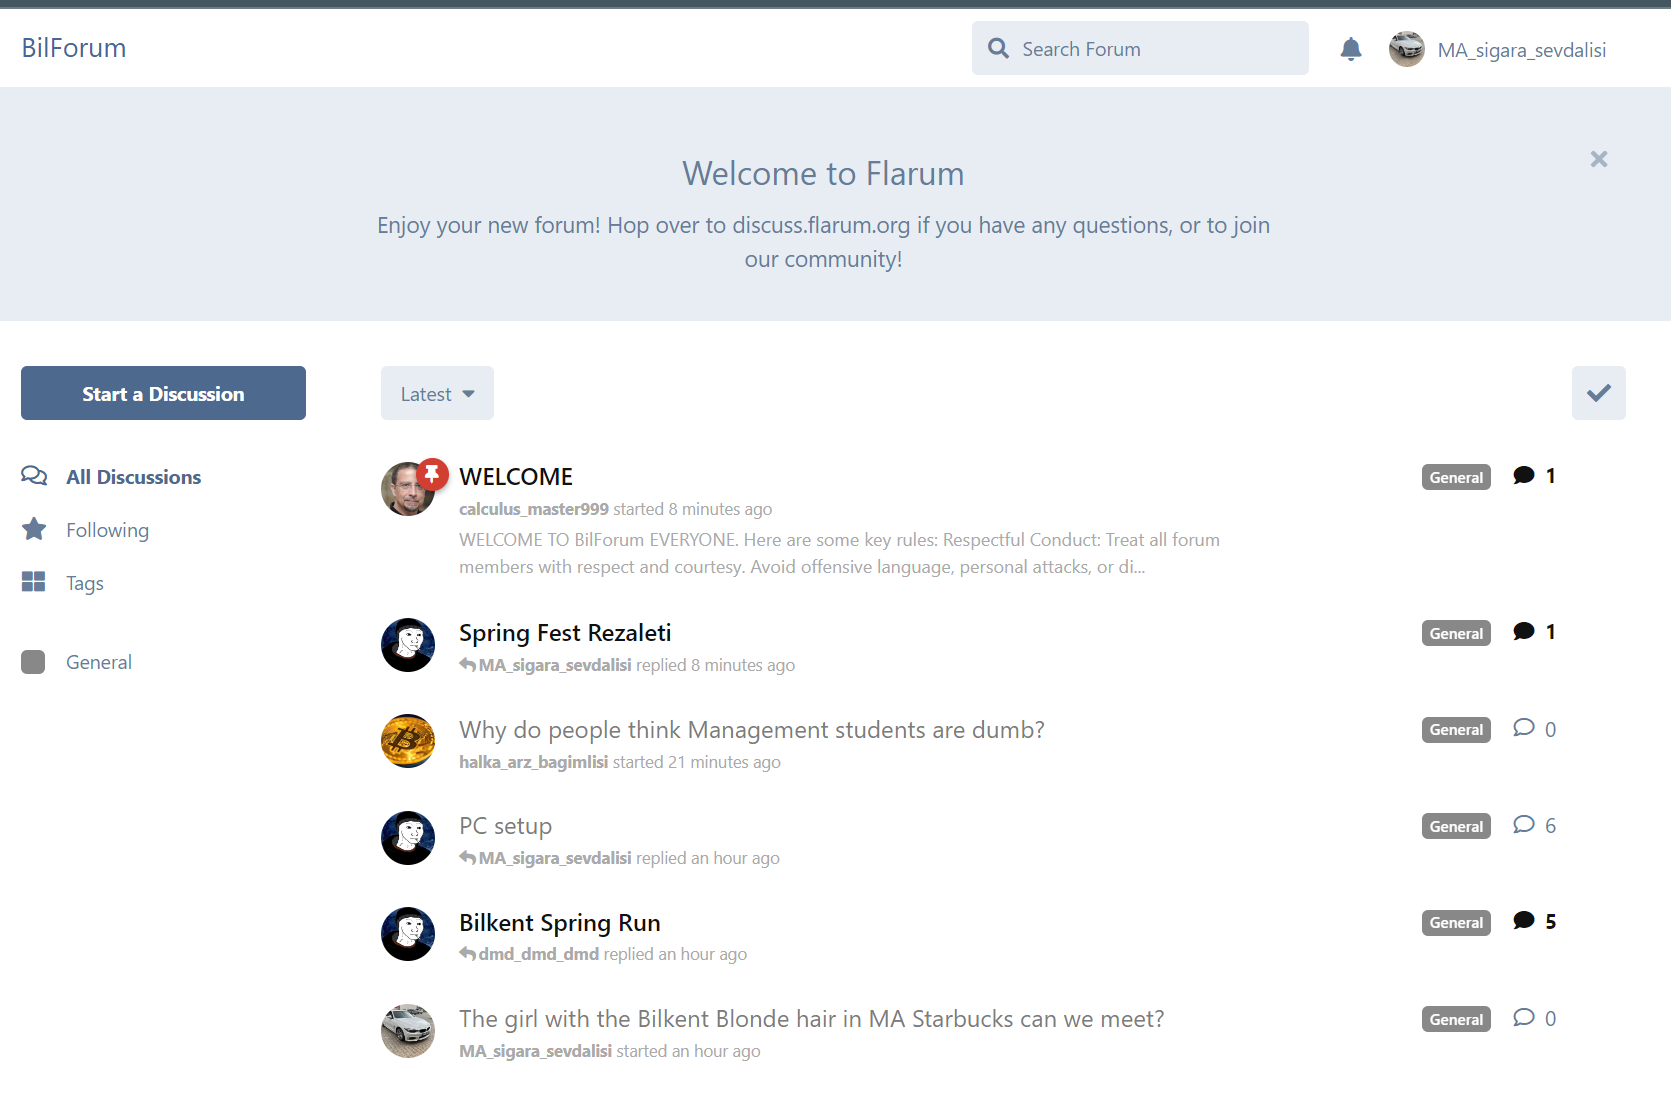 BilForum
Search Forum
MA_sigara_sevdalisi
Welcome to Flarum
Enjoy your new forum! Hop over to discuss.flarum.org if you have any questions, or to join
our community!
Start a Discussion
Latest
All Discussions
Following
Tags
General
WELCOME
General 1
calculus_master999 started 8 minutes ago
WELCOME TO BilForum EVERYONE. Here are some key rules: Respectful Conduct: Treat all forum
members with respect and courtesy. Avoid offensive language, personal attacks, or di...
Spring Fest Rezaleti
General 1
MA_sigara_sevdalisi replied 8 minutes ago
Why do people think Management students are dumb?
General 0
halka_arz_bagimlisi started 21 minutes ago
PC setup
General 6
MA_sigara_sevdalisi replied an hour ago
Bilkent Spring Run
General 5
dmd_dmd_dmd replied an hour ago
The girl with the Bilkent Blonde hair in MA Starbucks can we meet?
General 0
MA_sigara_sevdalisi started an hour ago